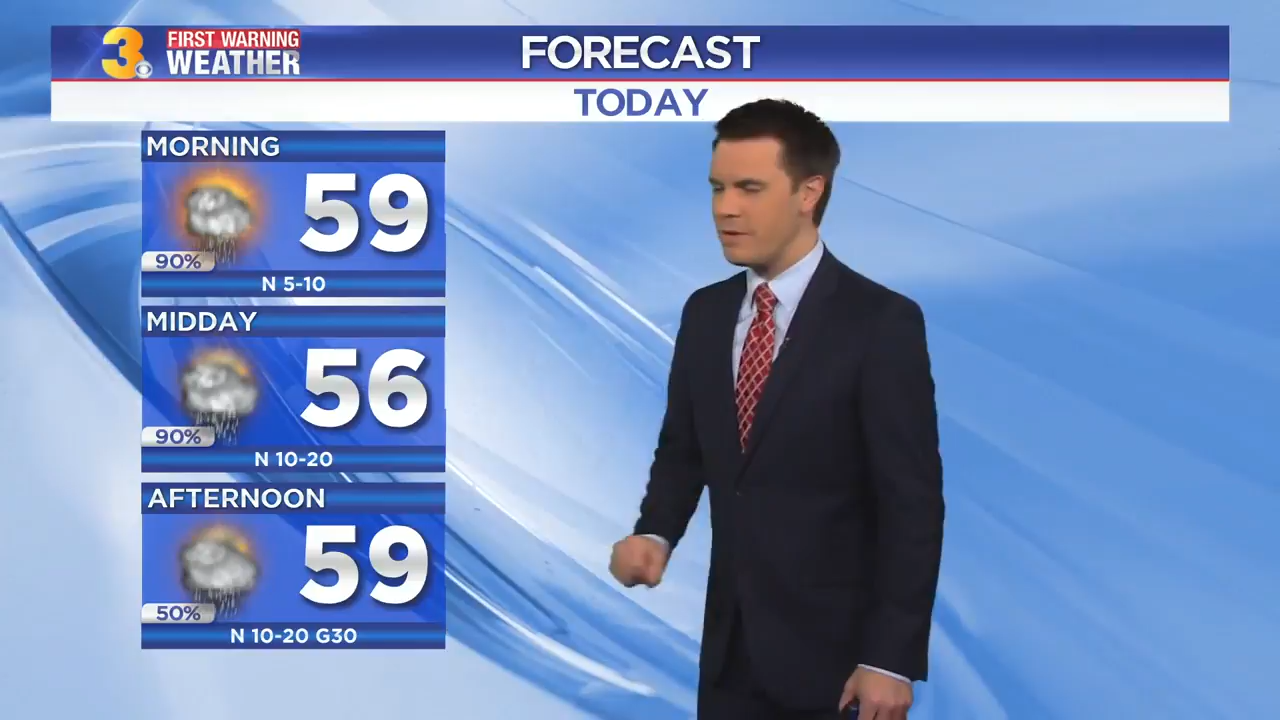 3 FIRST WARNING
WEATHER
FORECAST
TODAY
MORNING
59
90%
N 5-10
MIDDAY
56
90%
N 10-20
AFTERNOON
59
50%
N 10-20 G30